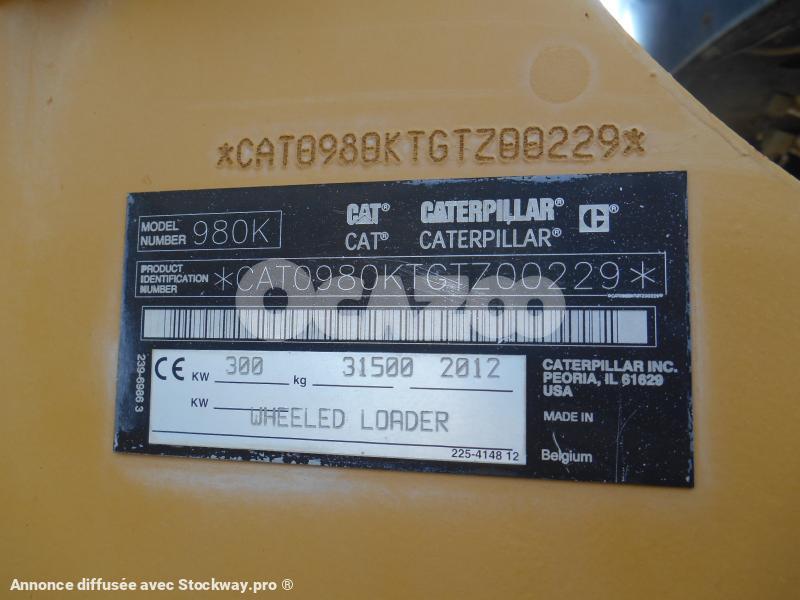 *CAT0980KTGTZ00229*
MODEL NUMBER 980K
CAT® CATERPILLAR® C®
CAT® CATERPILLAR®
PRODUCT IDENTIFICATION NUMBER *CAT0980KTGTZ00229*
*CAT0980KTGTZ00229*
OCAZOO
239-6986 3
CE KW 300 kg 31500 2012
KW
WHEELED LOADER
225-4148 12
CATERPILLAR INC.
PEORIA, IL 61629
USA
MADE IN
Belgium
Annonce diffusée avec Stockway.pro ®